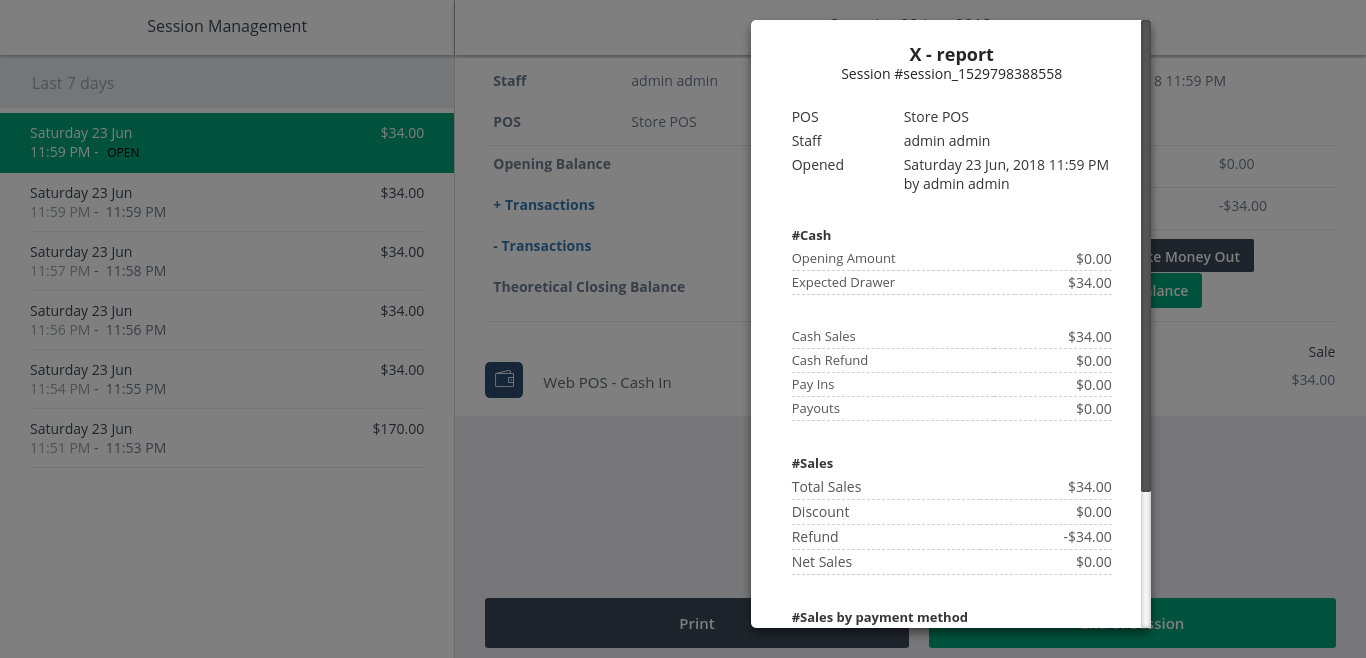 Session Management
Last 7 days
Saturday 23 Jun $34.00
11:59 PM - OPEN
Saturday 23 Jun $34.00
11:59 PM - 11:59 PM
Saturday 23 Jun $34.00
11:57 PM - 11:58 PM
Saturday 23 Jun $34.00
11:56 PM - 11:56 PM
Saturday 23 Jun $34.00
11:54 PM - 11:55 PM
Saturday 23 Jun $170.00
11:51 PM - 11:53 PM
Staff admin admin 8 11:59 PM
POS Store POS
Opening Balance $0.00
+ Transactions -$34.00
- Transactions Money Out
Theoretical Closing Balance
Sale
Web POS - Cash In $34.00
Print
X - report
Session #session_1529798388558
POS Store POS
Staff admin admin
Opened Saturday 23 Jun, 2018 11:59 PM
by admin admin
#Cash
Opening Amount $0.00
Expected Drawer $34.00
Cash Sales $34.00
Cash Refund $0.00
Pay Ins $0.00
Payouts $0.00
#Sales
Total Sales $34.00
Discount $0.00
Refund -$34.00
Net Sales $0.00
#Sales by payment method